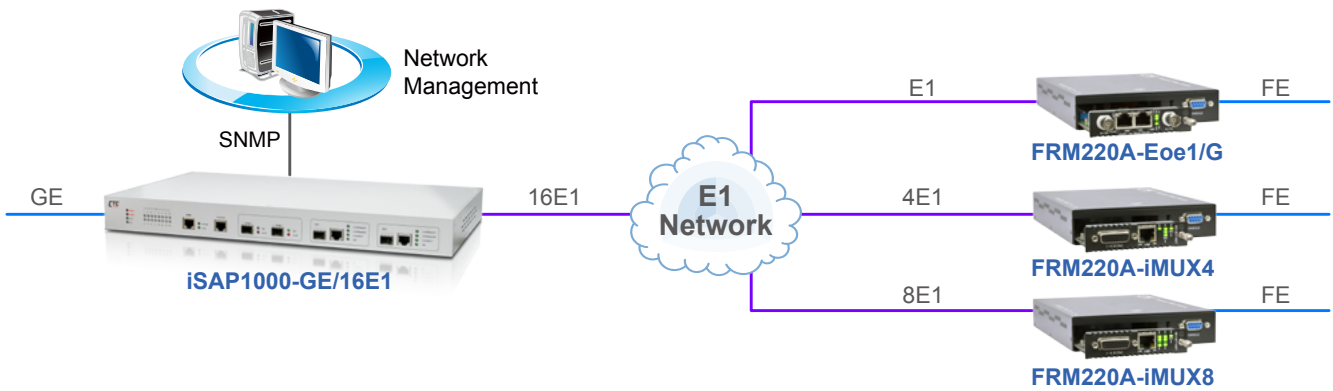 Network
Management
SNMP
E1
FE
FRM220A-Eoe1/G
GE
16E1
E1
Network
4E1
FE
CTC
iSAP1000-GE/16E1
FRM220A-iMUX4
8E1
FE
FRM220A-iMUX8